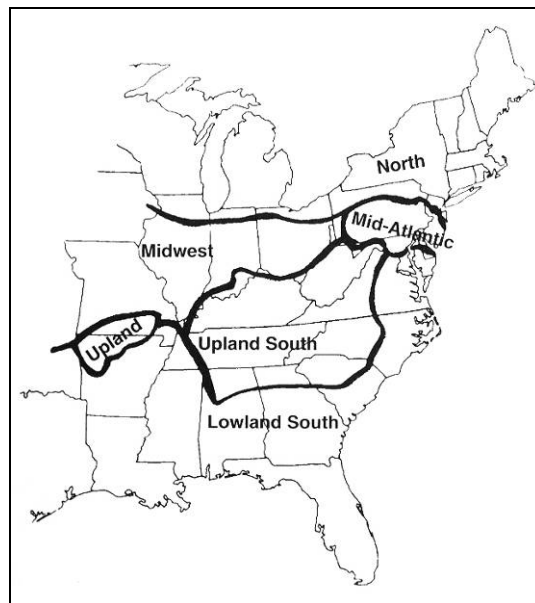 North
Mid-Atlantic
Midwest
Upland
Upland South
Lowland South